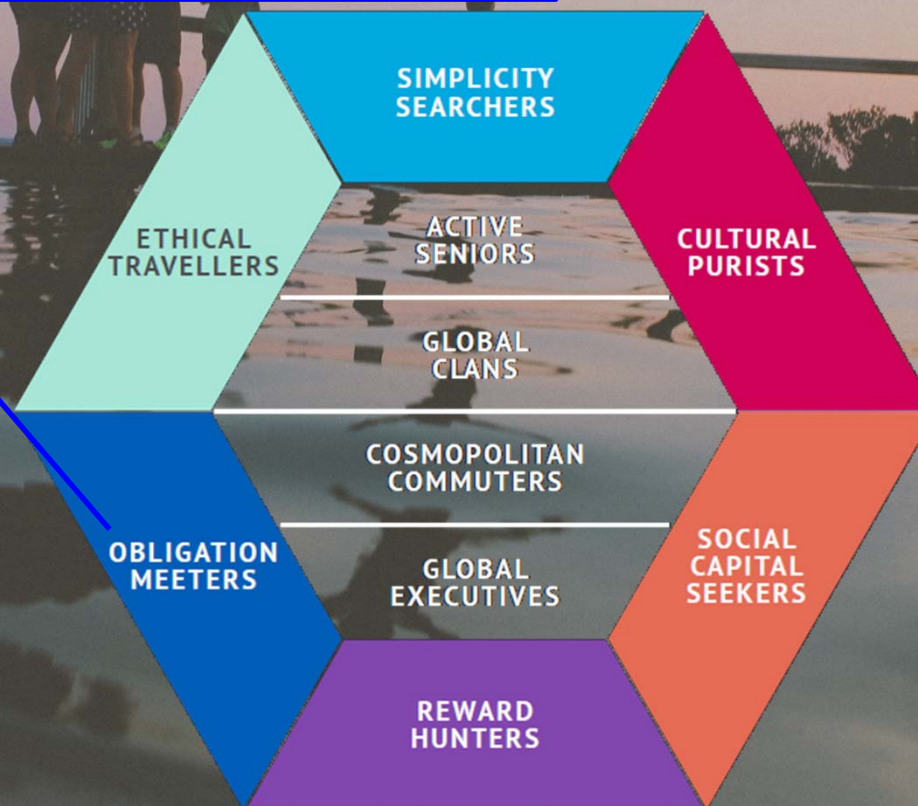 SIMPLICITY
SEARCHERS
ETHICAL
TRAVELLERS
ACTIVE
SENIORS
CULTURAL
PURISTS
GLOBAL
CLANS
COSMOPOLITAN
COMMUTERS
OBLIGATION
MEETERS
GLOBAL
EXECUTIVES
SOCIAL
CAPITAL
SEEKERS
REWARD
HUNTERS